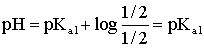 pH = pKa1 + log (1/2)/(1/2) = pKa1